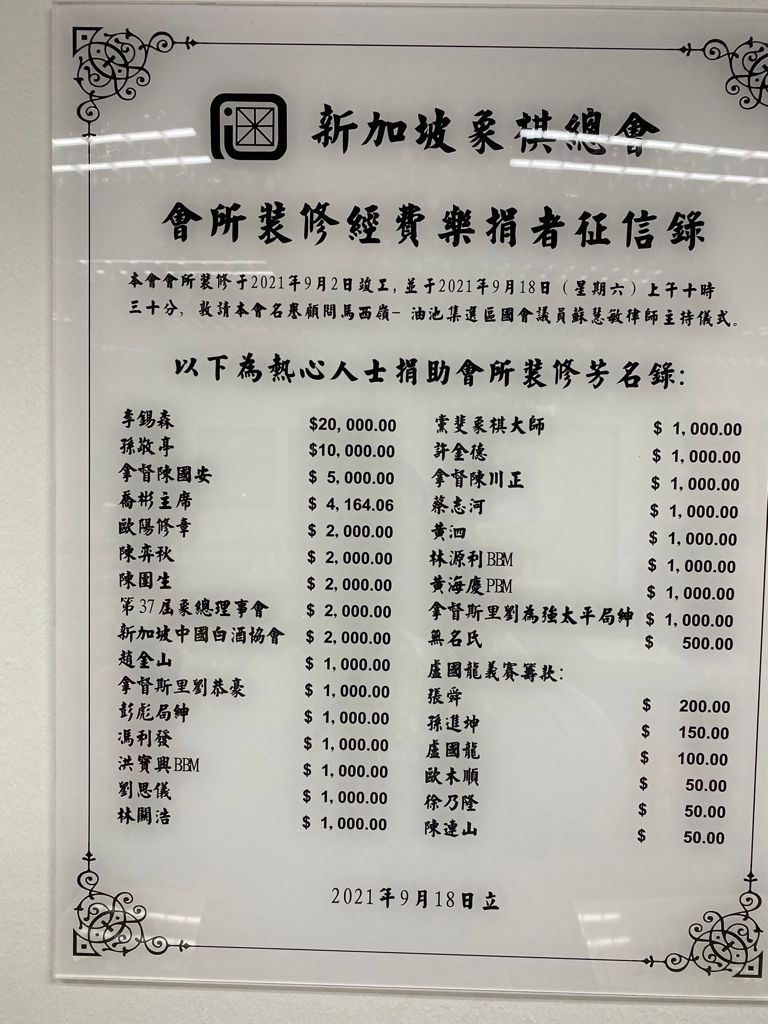 新加坡象棋總會
會所裝修經費樂捐者征信錄
本會會所裝修于2021年9月2日竣工, 並于2021年9月18日（星期六）上午十時
三十分, 敦請本會名譽顧問馬西嶺-油池集選區國會議員蘇慧敏律師主持儀式。
以下為熱心人士捐助會所裝修芳名錄:
李錫森 $20,000.00
孫敬亭 $10,000.00
拿督陳國安 $ 5,000.00
喬彬主席 $ 4,164.06
歐陽修章 $ 2,000.00
陳弈秋 $ 2,000.00
陳團生 $ 2,000.00
第37屆象總理事會 $ 2,000.00
新加坡中國白酒協會 $ 2,000.00
趙金山 $ 1,000.00
拿督斯里劉恭豪 $ 1,000.00
彭彪局紳 $ 1,000.00
馮利發 $ 1,000.00
洪寶興BBM $ 1,000.00
劉思儀 $ 1,000.00
林關浩 $ 1,000.00
黨斐象棋大師 $ 1,000.00
許金德 $ 1,000.00
拿督陳川正 $ 1,000.00
蔡志河 $ 1,000.00
黃泗 $ 1,000.00
林源利BBM $ 1,000.00
黃海慶PBM $ 1,000.00
拿督斯里劉為強太平局紳 $ 1,000.00
無名氏 $ 500.00
盧國龍義賽籌款:
張舜 $ 200.00
孫進坤 $ 150.00
盧國龍 $ 100.00
歐木順 $ 50.00
徐乃隆 $ 50.00
陳連山 $ 50.00
2021年9月18日立